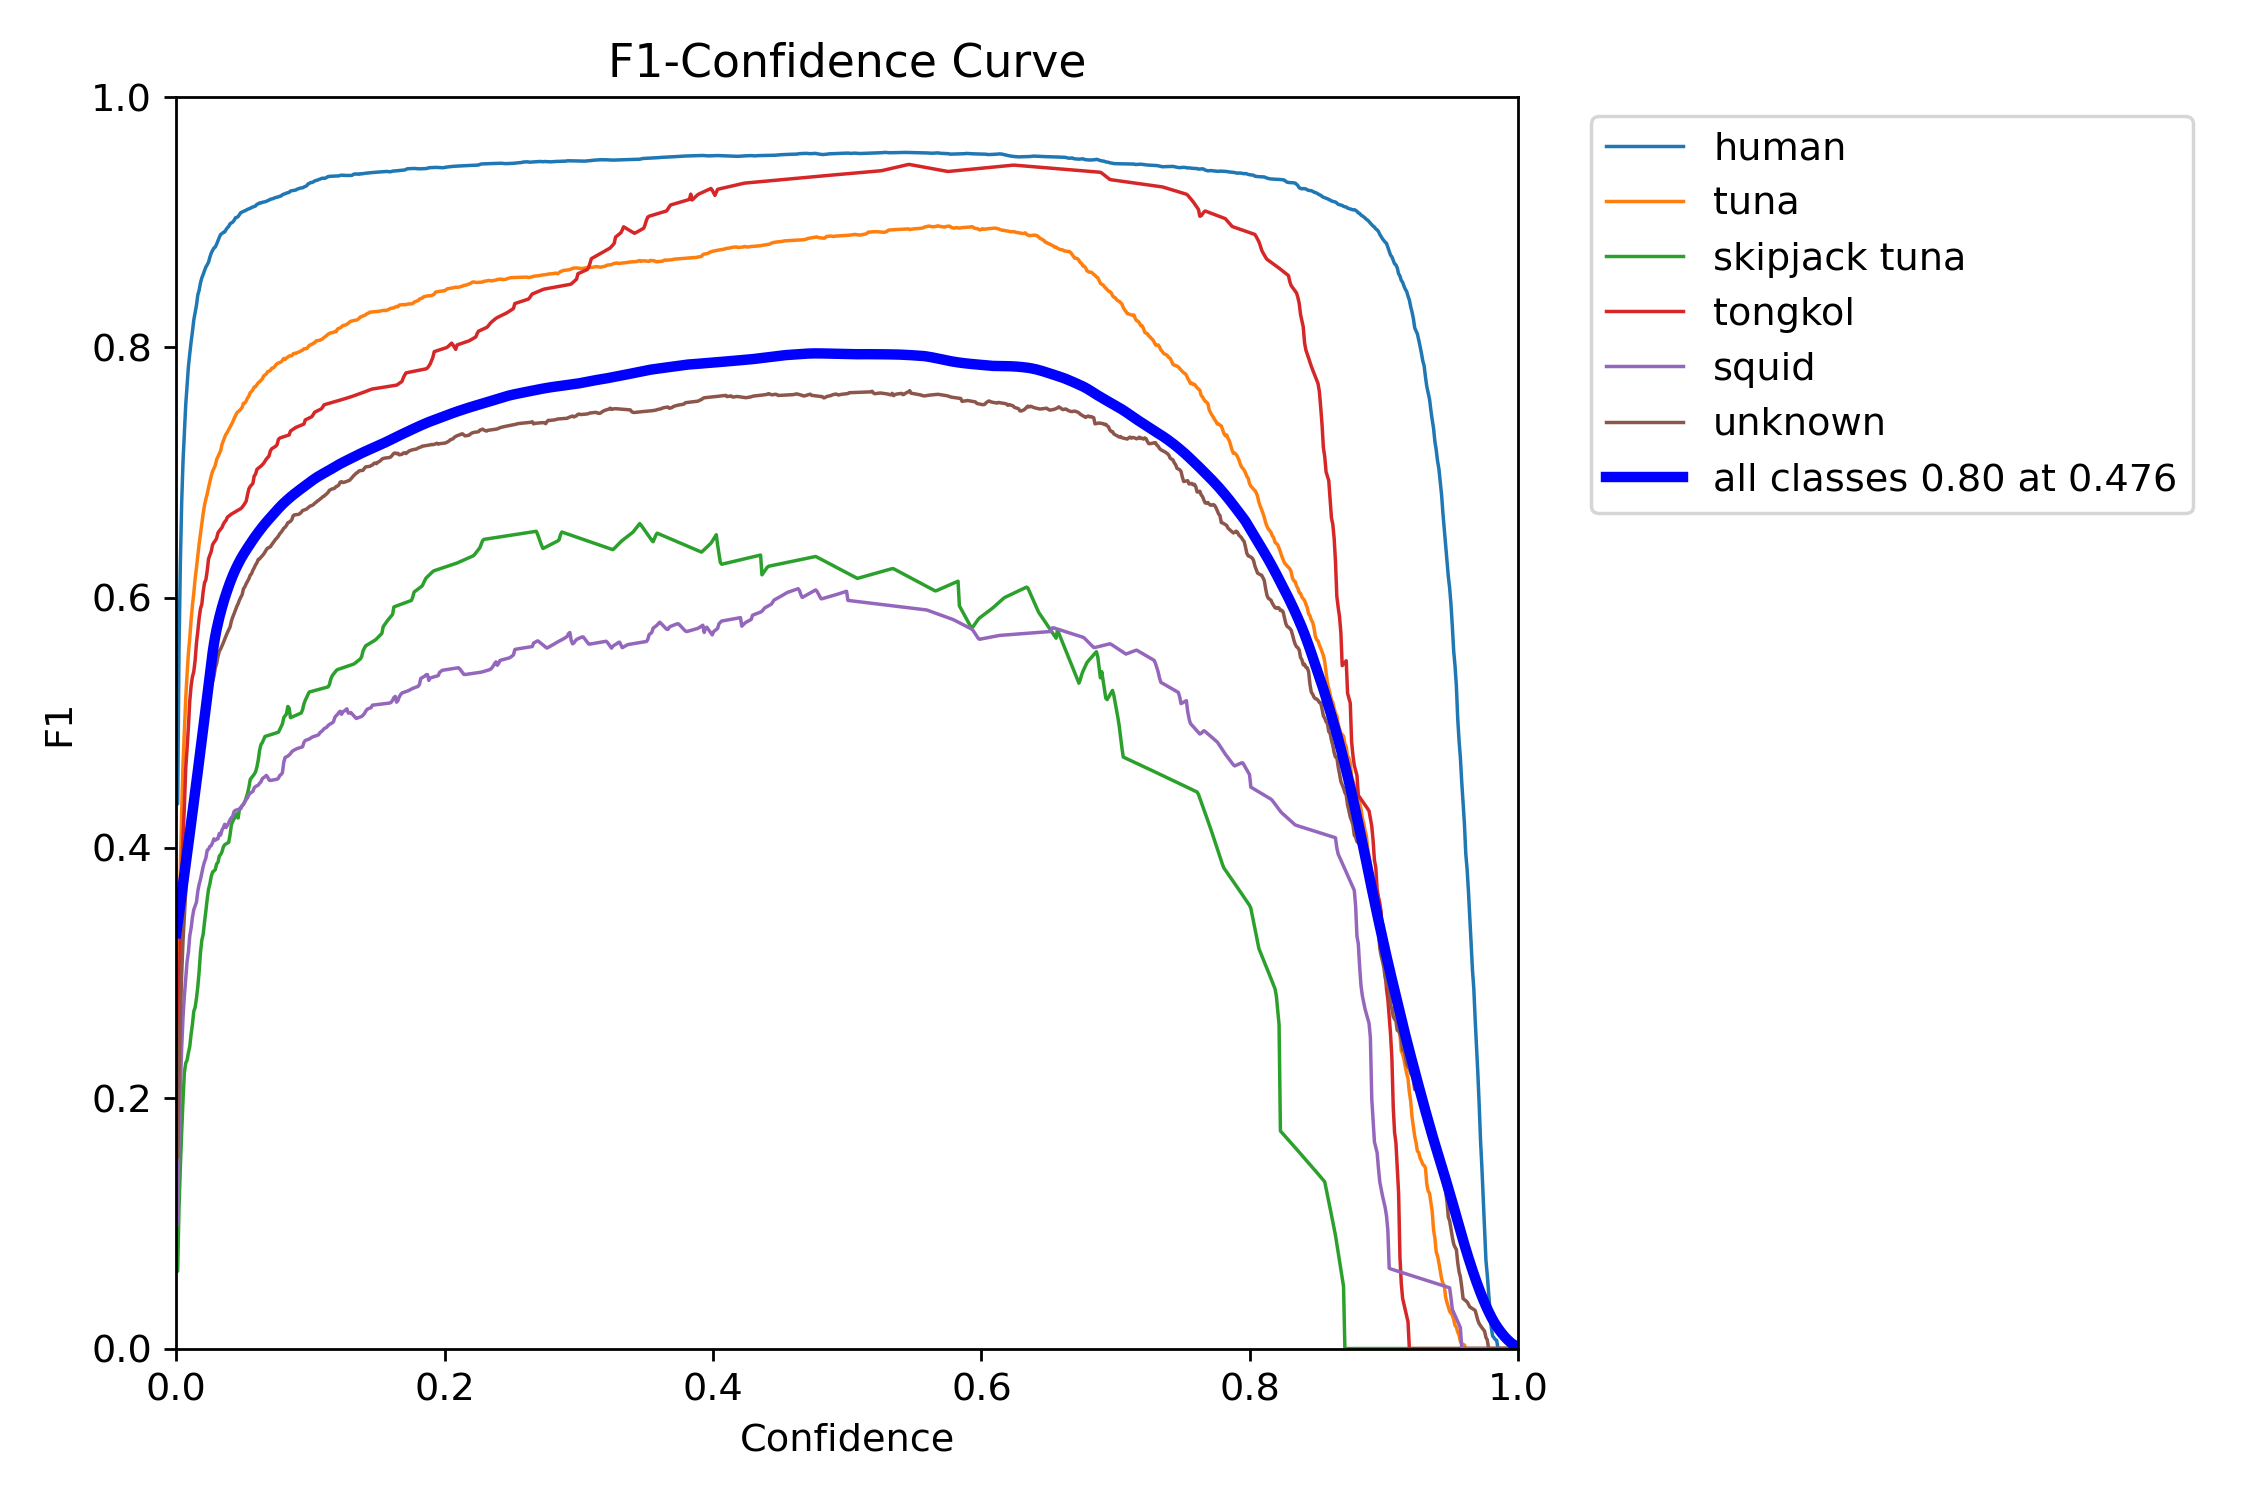 F1-Confidence Curve
1.0
0.8
0.6
0.4
0.2
0.0
F1
0.0 0.2 0.4 0.6 0.8 1.0
Confidence
human
tuna
skipjack tuna
tongkol
squid
unknown
all classes 0.80 at 0.476